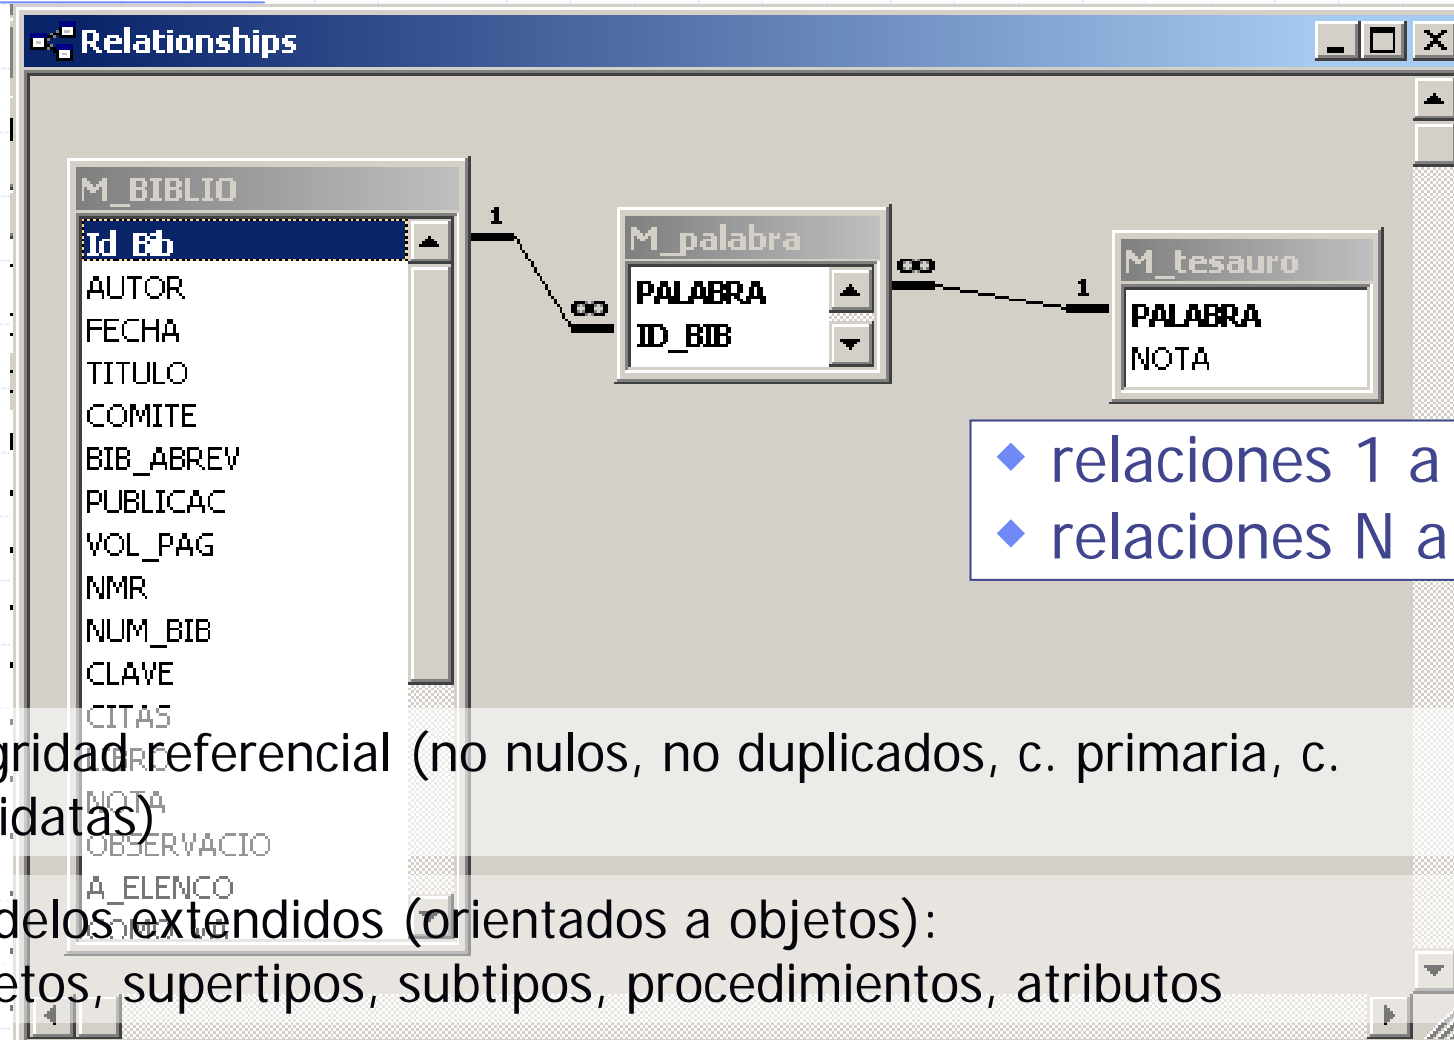 Relationships
M_BIBLIO
Id_Bib
AUTOR
FECHA
TITULO
COMITE
BIB_ABREV
PUBLICAC
VOL_PAG
NMR
NUM_BIB
CLAVE
CITAS
LIBRO
NOTA
OBSERVACIO
A_ELENCO
1
∞
M_palabra
PALABRA
ID_BIB
∞
1
M_tesauro
PALABRA
NOTA
relaciones 1 a
relaciones N a
gridad referencial (no nulos, no duplicados, c. primaria, c.
idatas)
delos extendidos (orientados a objetos):
etos, supertipos, subtipos, procedimientos, atributos